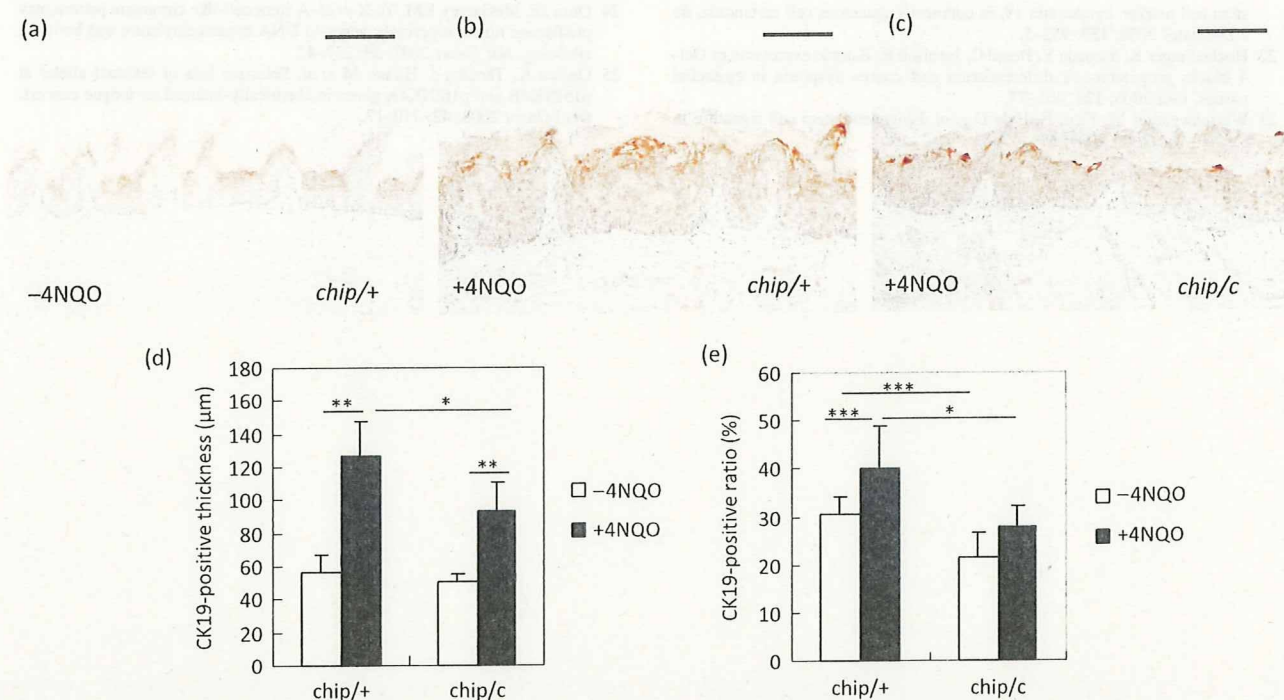 (a)
(b)
(c)
–4NQO
chip/+
+4NQO
chip/+
+4NQO
chip/c
(d)
CK19-positive thickness (μm)
180
160
140
120
100
80
60
40
20
0
**
*
**
–4NQO
+4NQO
chip/+
chip/c
(e)
CK19-positive ratio (%)
60
50
40
30
20
10
0
***
***
*
–4NQO
+4NQO
chip/+
chip/c